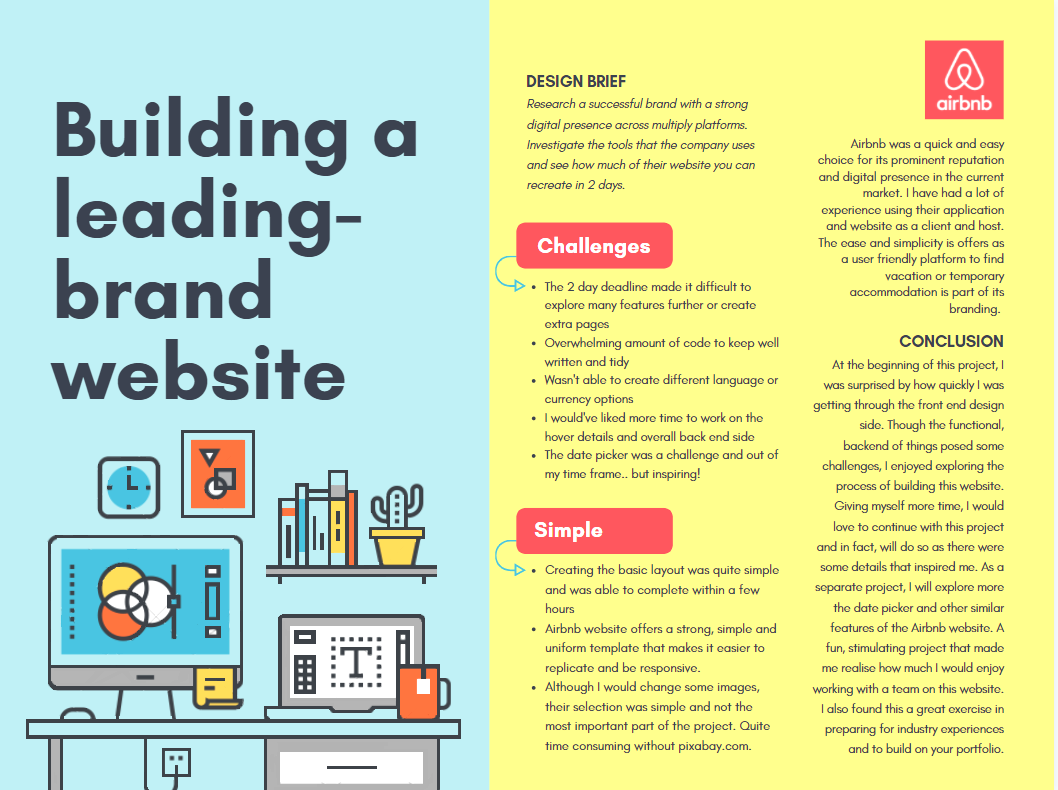 Building a
leading-
brand
website
DESIGN BRIEF
Research a successful brand with a strong
digital presence across multiply platforms.
Investigate the tools that the company uses
and see how much of their website you can
recreate in 2 days.
Challenges
• The 2 day deadline made it difficult to
explore many features further or create
extra pages
• Overwhelming amount of code to keep well
written and tidy
• Wasn't able to create different language or
currency options
• I would've liked more time to work on the
hover details and overall back end side
• The date picker was a challenge and out of
my time frame.. but inspiring!
Simple
• Creating the basic layout was quite simple
and was able to complete within a few
hours
• Airbnb website offers a strong, simple and
uniform template that makes it easier to
replicate and be responsive.
• Although I would change some images,
their selection was simple and not the
most important part of the project. Quite
time consuming without pixabay.com.
airbnb
Airbnb was a quick and easy
choice for its prominent reputation
and digital presence in the current
market. I have had a lot of
experience using their application
and website as a client and host.
The ease and simplicity is offers as
a user friendly platform to find
vacation or temporary
accommodation is part of its
branding.
CONCLUSION
At the beginning of this project, I
was surprised by how quickly I was
getting through the front end design
side. Though the functional,
backend of things posed some
challenges, I enjoyed exploring the
process of building this website.
Giving myself more time, I would
love to continue with this project
and in fact, will do so as there were
some details that inspired me. As a
separate project, I will explore more
the date picker and other similar
features of the Airbnb website. A
fun, stimulating project that made
me realise how much I would enjoy
working with a team on this website.
I also found this a great exercise in
preparing for industry experiences
and to build on your portfolio.
T